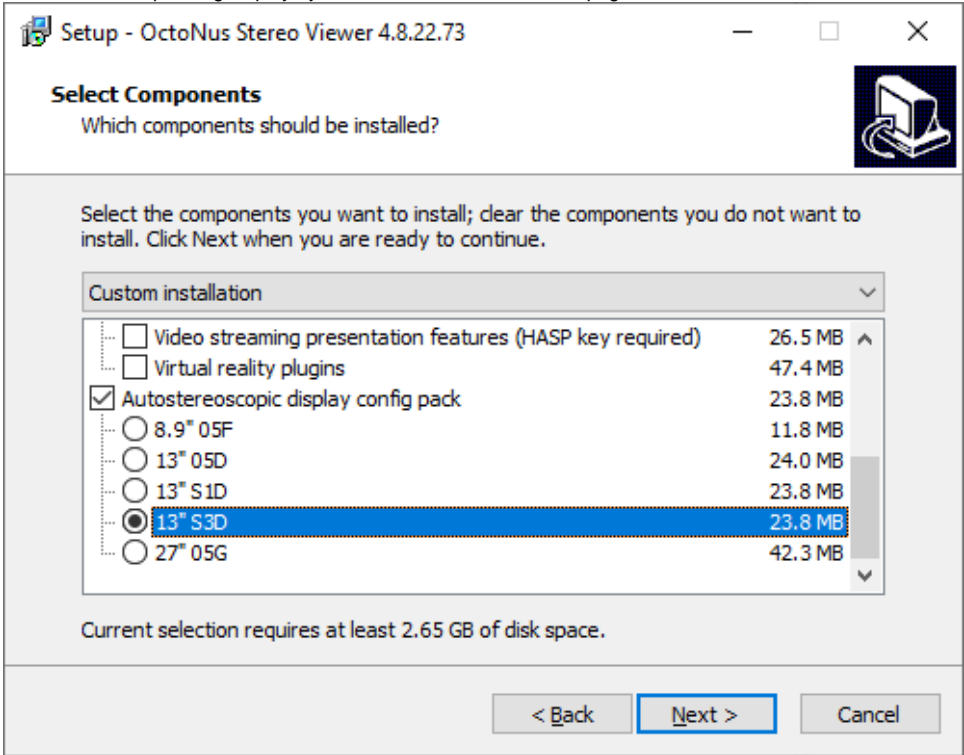 Setup - OctoNus Stereo Viewer 4.8.22.73
Select Components
Which components should be installed?
Select the components you want to install; clear the components you do not want to
install. Click Next when you are ready to continue.
Custom installation
Video streaming presentation features (HASP key required) 26.5 MB
Virtual reality plugins 47.4 MB
Autostereoscopic display config pack 23.8 MB
8.9" 05F 11.8 MB
13" 05D 24.0 MB
13" S1D 23.8 MB
13" S3D 23.8 MB
27" 05G 42.3 MB
Current selection requires at least 2.65 GB of disk space.
< Back Next > Cancel